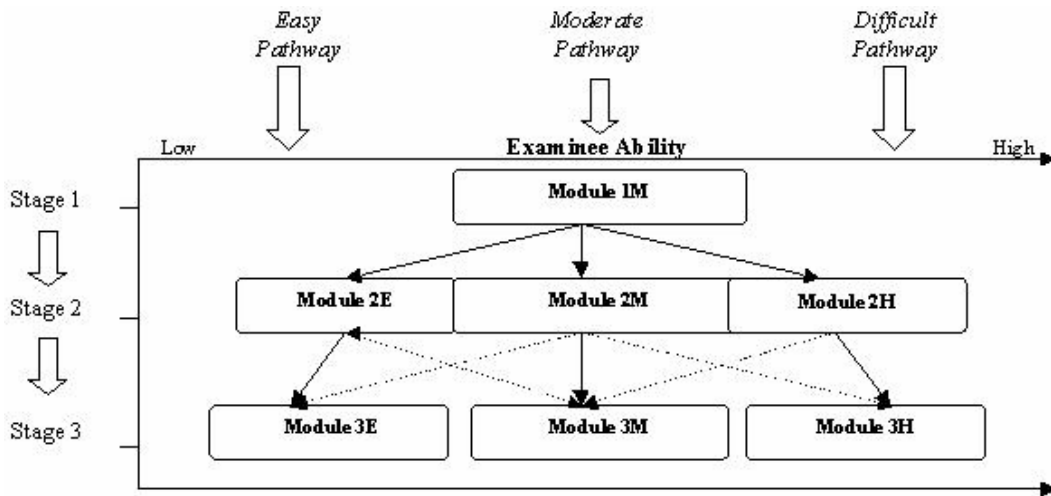 Easy
Pathway
Moderate
Pathway
Difficult
Pathway
Low
Examinee Ability
High
Stage 1
Module 1M
Stage 2
Module 2E
Module 2M
Module 2H
Stage 3
Module 3E
Module 3M
Module 3H